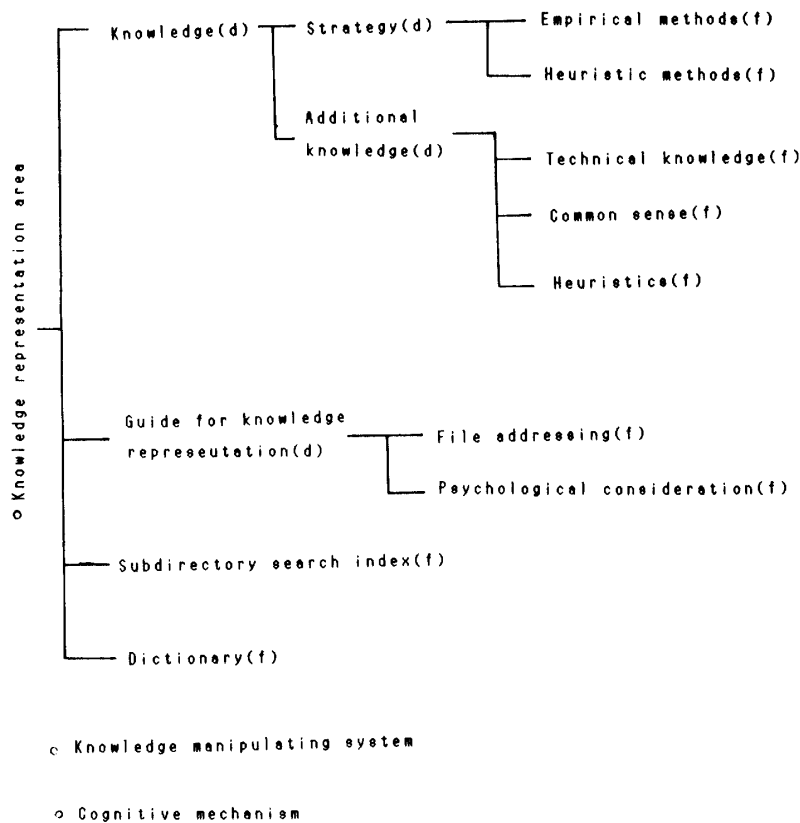 o Knowledge representation area
Knowledge(d)
Strategy(d)
Empirical methods(f)
Heuristic methods(f)
Additional
knowledge(d)
Technical knowledge(f)
Common sense(f)
Heuristics(f)
Guide for knowledge
represeutation(d)
File addressing(f)
Psychological consideration(f)
Subdirectory search index(f)
Dictionary(f)
o Knowledge manipulating system
o Cognitive mechanism